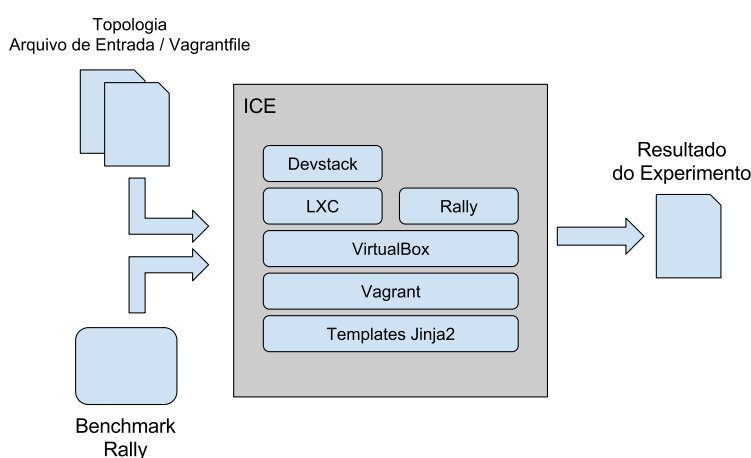 Topologia
Arquivo de Entrada / Vagrantfile
ICE
Devstack
LXC
Rally
VirtualBox
Vagrant
Templates Jinja2
Benchmark
Rally
Resultado
do Experimento